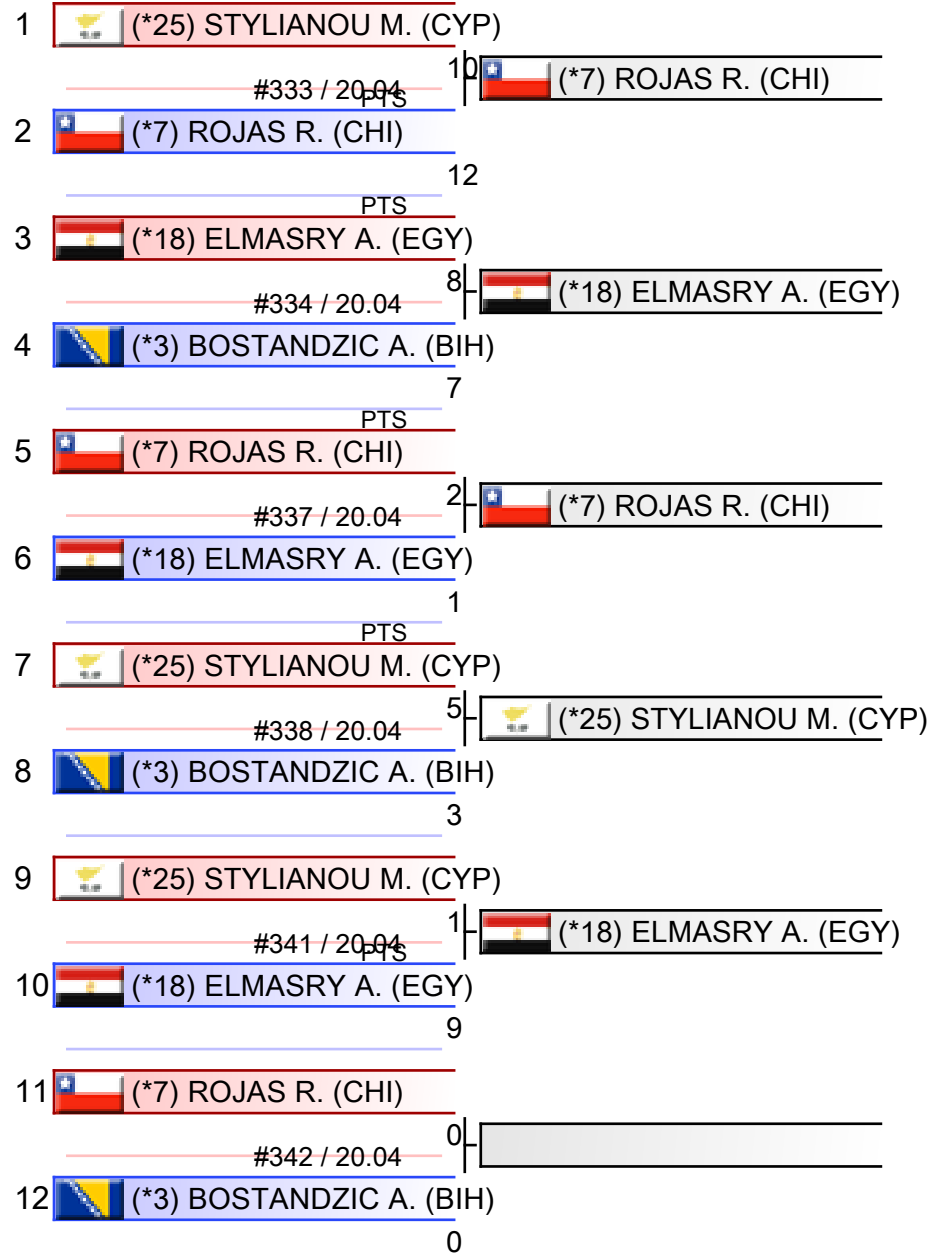 1 (*25) STYLIANOU M. (CYP)
10 (*7) ROJAS R. (CHI)
#333 / 20.04
PTS
2 (*7) ROJAS R. (CHI)
12
PTS
3 (*18) ELMASRY A. (EGY)
8 (*18) ELMASRY A. (EGY)
#334 / 20.04
4 (*3) BOSTANDZIC A. (BIH)
7
PTS
5 (*7) ROJAS R. (CHI)
2 (*7) ROJAS R. (CHI)
#337 / 20.04
6 (*18) ELMASRY A. (EGY)
1
PTS
7 (*25) STYLIANOU M. (CYP)
5 (*25) STYLIANOU M. (CYP)
#338 / 20.04
8 (*3) BOSTANDZIC A. (BIH)
3
9 (*25) STYLIANOU M. (CYP)
1 (*18) ELMASRY A. (EGY)
#341 / 20.04
PTS
10 (*18) ELMASRY A. (EGY)
9
11 (*7) ROJAS R. (CHI)
0
#342 / 20.04
12 (*3) BOSTANDZIC A. (BIH)
0